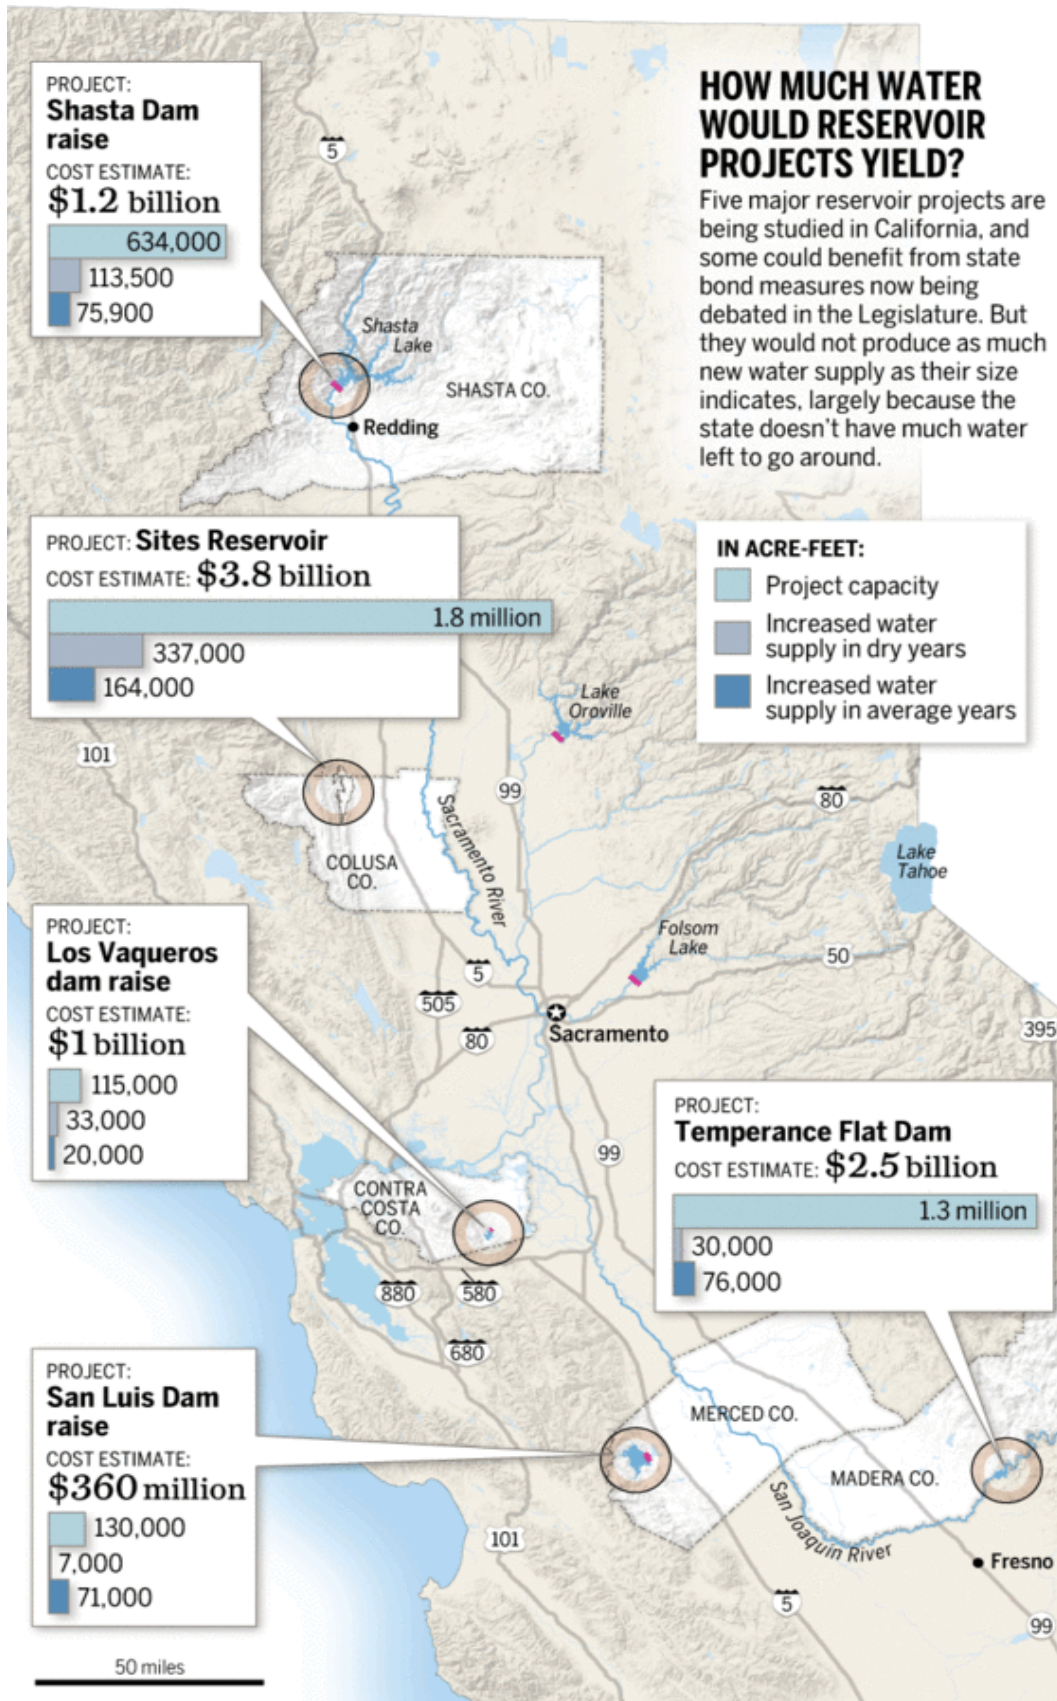 HOW MUCH WATER
WOULD RESERVOIR
PROJECTS YIELD?
Five major reservoir projects are
being studied in California, and
some could benefit from state
bond measures now being
debated in the Legislature. But
they would not produce as much
new water supply as their size
indicates, largely because the
state doesn't have much water
left to go around.
PROJECT:
Shasta Dam
raise
COST ESTIMATE:
$1.2 billion
634,000
113,500
75,900
5
Shasta
Lake
SHASTA CO.
Redding
PROJECT: Sites Reservoir
COST ESTIMATE: $3.8 billion
1.8 million
337,000
164,000
IN ACRE-FEET:
Project capacity
Increased water
supply in dry years
Increased water
supply in average years
Lake
Oroville
101
99
80
Sacramento River
COLUSA
CO.
Lake
Tahoe
Folsom
Lake
50
5
505
80
Sacramento
395
PROJECT:
Los Vaqueros
dam raise
COST ESTIMATE:
$1 billion
115,000
33,000
20,000
PROJECT:
Temperance Flat Dam
COST ESTIMATE: $2.5 billion
1.3 million
30,000
76,000
99
CONTRA
COSTA
CO.
880
580
680
PROJECT:
San Luis Dam
raise
COST ESTIMATE:
$360 million
130,000
7,000
71,000
MERCED CO.
MADERA CO.
San Joaquin River
101
Fresno
5
99
50 miles